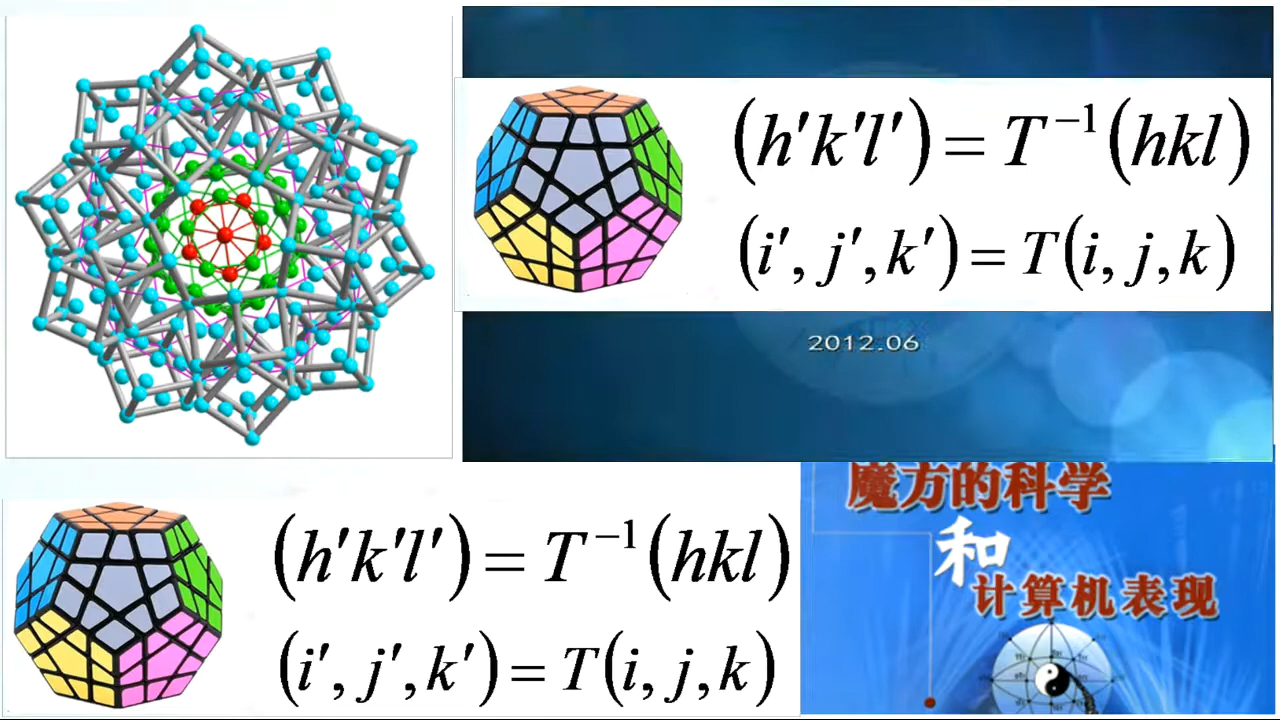 (h′k′l′) = T⁻¹(hkl)
(i′, j′, k′) = T(i, j, k)
2012.06
(h′k′l′) = T⁻¹(hkl)
(i′, j′, k′) = T(i, j, k)
魔方的科学
和
计算机表现